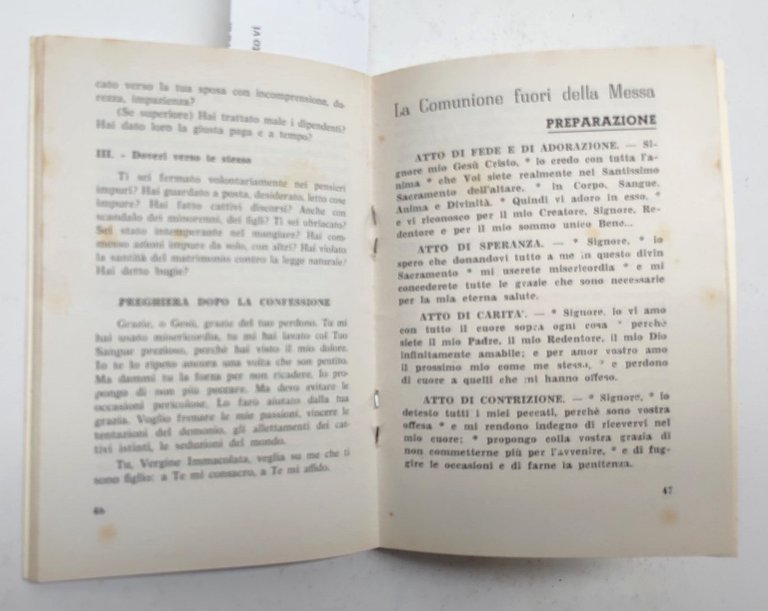 cato verso la tua sposa con incomprensione, du-
rezza, impazienza?
(Se superiore) Hai trattato male i dipendenti?
Hai dato loro la giusta paga e a tempo?
III. - Doveri verso te stesso
Ti sei fermato volontariamente nei pensieri
impuri? Hai guardato a posta, desiderato, letto cose
impure? Hai fatto cattivi discorsi? Anche con
scandalo dei minorenni, dei figli? Ti sei ubriacato?
Sei stato intemperante nel mangiare? Hai com-
messo azioni impure da solo, con altri? Hai violato
la santità del matrimonio contro la legge naturale?
Hai detto bugie?
PREGHIERA DOPO LA CONFESSIONE
Grazie, o Gesù, grazie del tuo perdono. Tu mi
hai usato misericordia, tu mi hai lavato col Tuo
Sangue prezioso, perchè hai visto il mio dolore.
Io te lo ripeto ancora una volta che son pentito.
Ma dammi tu la forza per non ricadere. Io pro-
pongo di non più peccare. Ma devo evitare le
occasioni pericolose. Lo farò aiutato dalla tua
grazia. Voglio frenare le mie passioni, vincere le
tentazioni del demonio, gli allettamenti dei cat-
tivi istinti, le seduzioni del mondo.
Tu, Vergine Immacolata, veglia su me che ti
sono figlio: a Te mi consacro, a Te mi affido.
46
La Comunione fuori della Messa
PREPARAZIONE
ATTO DI FEDE E DI ADORAZIONE. — Si-
gnore mio Gesù Cristo, * io credo con tutta l'a-
nima * che Voi siete realmente nel Santissimo
Sacramento dell'altare, * in Corpo, Sangue,
Anima e Divinità. * Quindi vi adoro in esso, *
e vi riconosco per il mio Creatore, Signore, Re-
dentore e per il mio sommo unico Bene...
ATTO DI SPERANZA. — * Signore, * io
spero che donandovi tutto a me in questo divin
Sacramento * mi userete misericordia * e mi
concederete tutte le grazie che sono necessarie
per la mia eterna salute.
ATTO DI CARITA'. — * Signore, io vi amo
con tutto il cuore sopra ogni cosa * perchè
siete il mio Padre, il mio Redentore, il mio Dio
infinitamente amabile; e per amor vostro amo
il prossimo mio come me stesso, * e perdono
di cuore a quelli che mi hanno offeso.
ATTO DI CONTRIZIONE. — * Signore, * io
detesto tutti i miei peccati, perchè sono vostra
offesa * e mi rendono indegno di ricevervi nel
mio cuore; * propongo colla vostra grazia di
non commetterne più per l'avvenire, * e di fug-
gire le occasioni e di farne la penitenza.
47